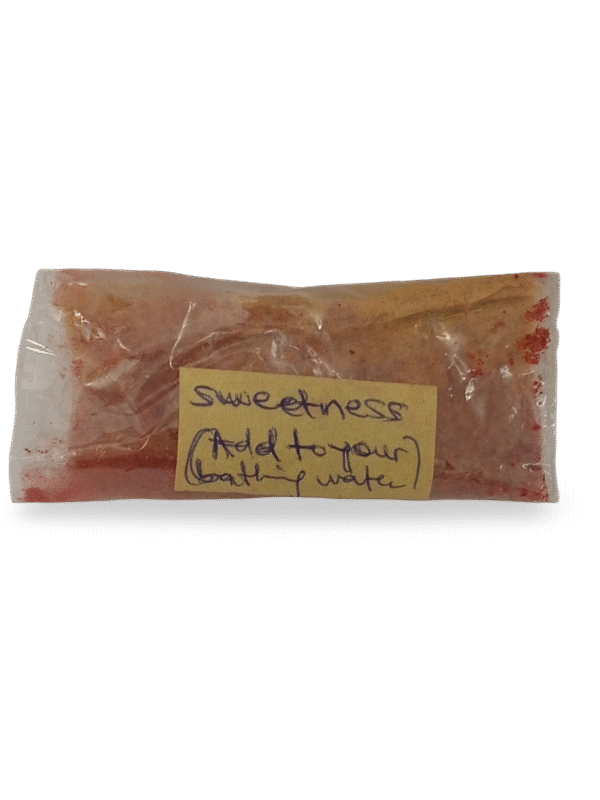 sweetness
(Add to your)
(bathing water)